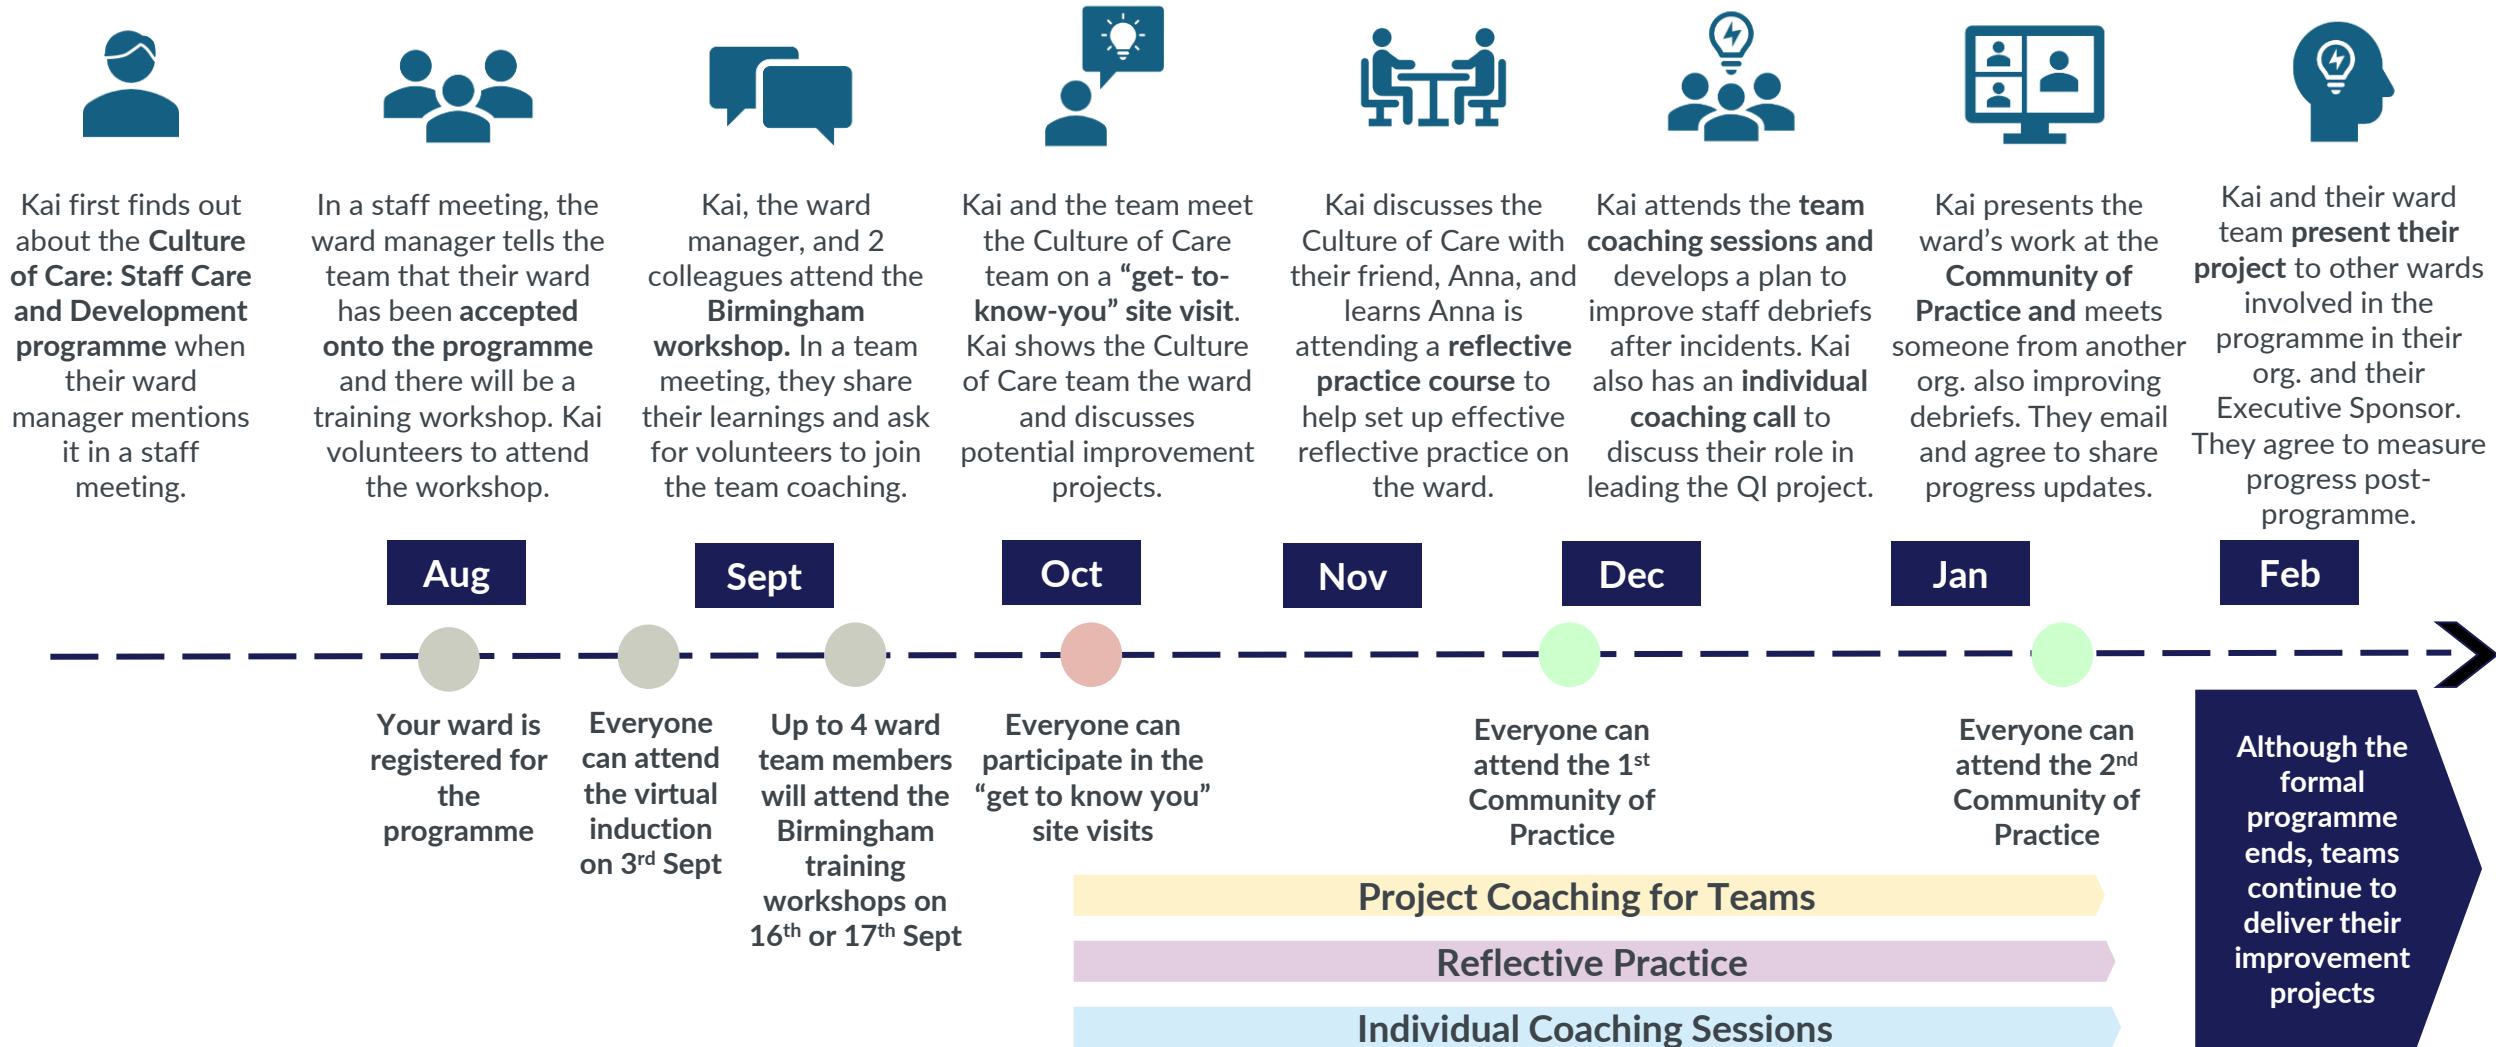 Kai first finds out
about the Culture
of Care: Staff Care
and Development
programme when
their ward
manager mentions
it in a staff
meeting.
In a staff meeting, the
ward manager tells the
team that their ward
has been accepted
onto the programme
and there will be a
training workshop. Kai
volunteers to attend
the workshop.
Kai, the ward
manager, and 2
colleagues attend the
Birmingham
workshop. In a team
meeting, they share
their learnings and ask
for volunteers to join
the team coaching.
Kai and the team meet
the Culture of Care
team on a “get- to-
know-you” site visit.
Kai shows the Culture
of Care team the ward
and discusses
potential improvement
projects.
Kai discusses the
Culture of Care with
their friend, Anna, and
learns Anna is
attending a reflective
practice course to
help set up effective
reflective practice on
the ward.
Kai attends the team
coaching sessions and
develops a plan to
improve staff debriefs
after incidents. Kai
also has an individual
coaching call to
discuss their role in
leading the QI project.
Kai presents the
ward’s work at the
Community of
Practice and meets
someone from another
org. also improving
debriefs. They email
and agree to share
progress updates.
Kai and their ward
team present their
project to other wards
involved in the
programme in their
org. and their
Executive Sponsor.
They agree to measure
progress post-
programme.
Aug
Sept
Oct
Nov
Dec
Jan
Feb
Your ward is
registered for
the
programme
Everyone
can attend
the virtual
induction
on 3rd Sept
Up to 4 ward
team members
will attend the
Birmingham
training
workshops on
16th or 17th Sept
Everyone can
participate in the
“get to know you”
site visits
Everyone can
attend the 1st
Community of
Practice
Everyone can
attend the 2nd
Community of
Practice
Project Coaching for Teams
Reflective Practice
Individual Coaching Sessions
Although the
formal
programme
ends, teams
continue to
deliver their
improvement
projects